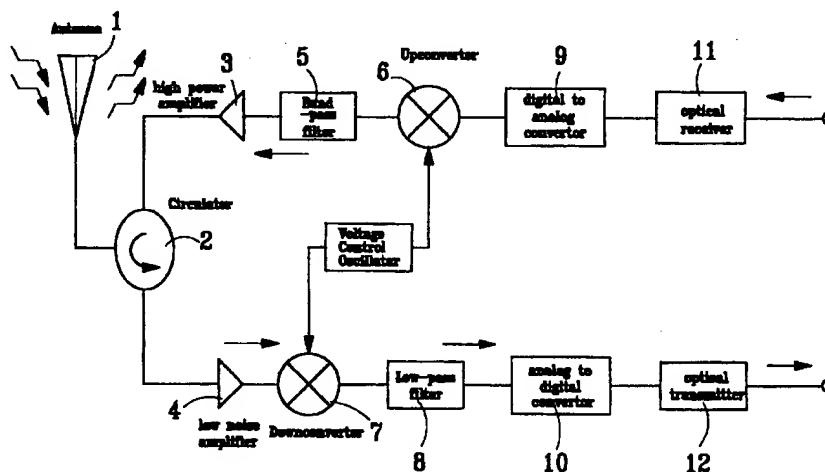 Antenna
1
high power
amplifier
3
5
Band
-pass
filter
Upconverter
6
9
digital to
analog
convertor
11
optical
receiver
Circulator
2
Voltage
Control
Oscillator
4
low noise
amplifier
Downconverter
7
Low-pass
filter
8
analog to
digital
convertor
10
optical
transmitter
12